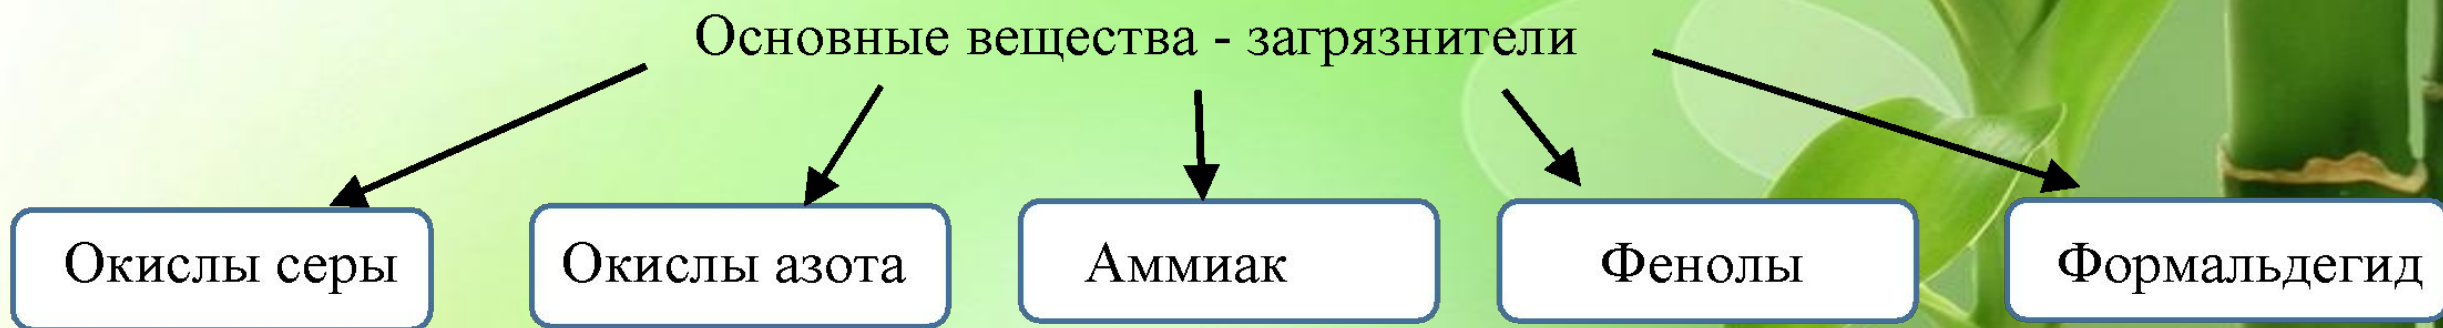 Основные вещества - загрязнители
Окислы серы
Окислы азота
Аммиак
Фенолы
Формальдегид